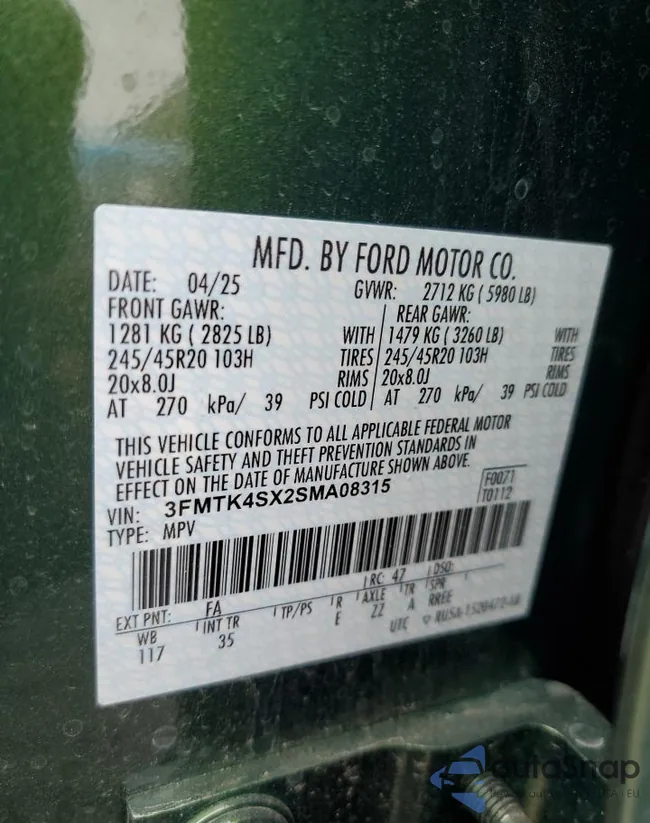 MFD. BY FORD MOTOR CO.
DATE: 04/25 GVWR: 2712 KG ( 5980 LB)
FRONT GAWR: REAR GAWR:
1281 KG ( 2825 LB) WITH 1479 KG ( 3260 LB) WITH
245/45R20 103H TIRES 245/45R20 103H TIRES
20x8.0J RIMS 20x8.0J RIMS
AT 270 kPa/ 39 PSI COLD AT 270 kPa/ 39 PSI COLD
THIS VEHICLE CONFORMS TO ALL APPLICABLE FEDERAL MOTOR
VEHICLE SAFETY AND THEFT PREVENTION STANDARDS IN
EFFECT ON THE DATE OF MANUFACTURE SHOWN ABOVE.
VIN: 3FMTK4SX2SMA08315 F0071
TYPE: MPV T0112
EXT PNT: FA RC: 47 DSO:
WB INT TR TP/PS R AXLE TR SPR
117 35 E ZZ A RREE
UTC
autoSnap